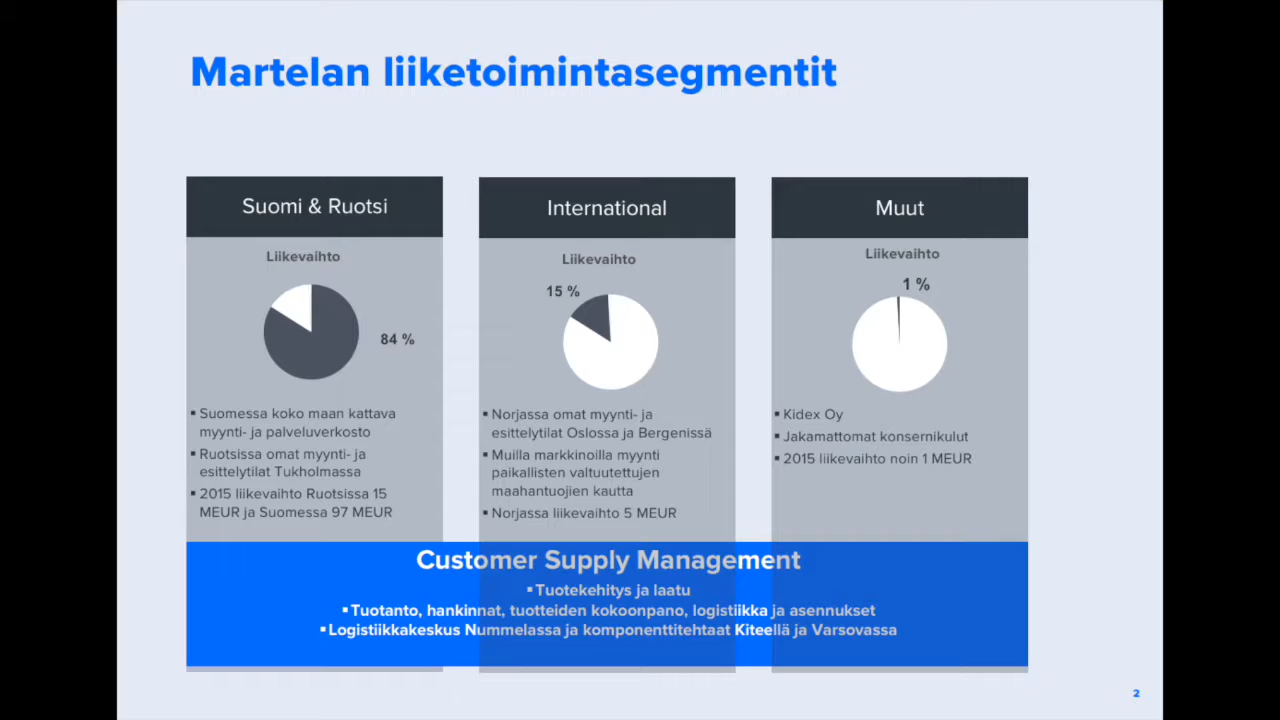 Martelan liiketoimintasegmentit
Suomi & Ruotsi
Liikevaihto
84 %
▪ Suomessa koko maan kattava
myynti- ja palveluverkosto
▪ Ruotsissa omat myynti- ja
esittelytilat Tukholmassa
▪ 2015 liikevaihto Ruotsissa 15
MEUR ja Suomessa 97 MEUR
International
Liikevaihto
15 %
▪ Norjassa omat myynti- ja
esittelytilat Oslossa ja Bergenissä
▪ Muilla markkinoilla myynti
paikallisten valtuutettujen
maahantuojien kautta
▪ Norjassa liikevaihto 5 MEUR
Muut
Liikevaihto
1 %
▪ Kidex Oy
▪ Jakamattomat konsernikulut
▪ 2015 liikevaihto noin 1 MEUR
Customer Supply Management
▪ Tuotekehitys ja laatu
▪ Tuotanto, hankinnat, tuotteiden kokoonpano, logistiikka ja asennukset
▪ Logistiikkakeskus Nummelassa ja komponenttitehtaat Kiteellä ja Varsovassa
2